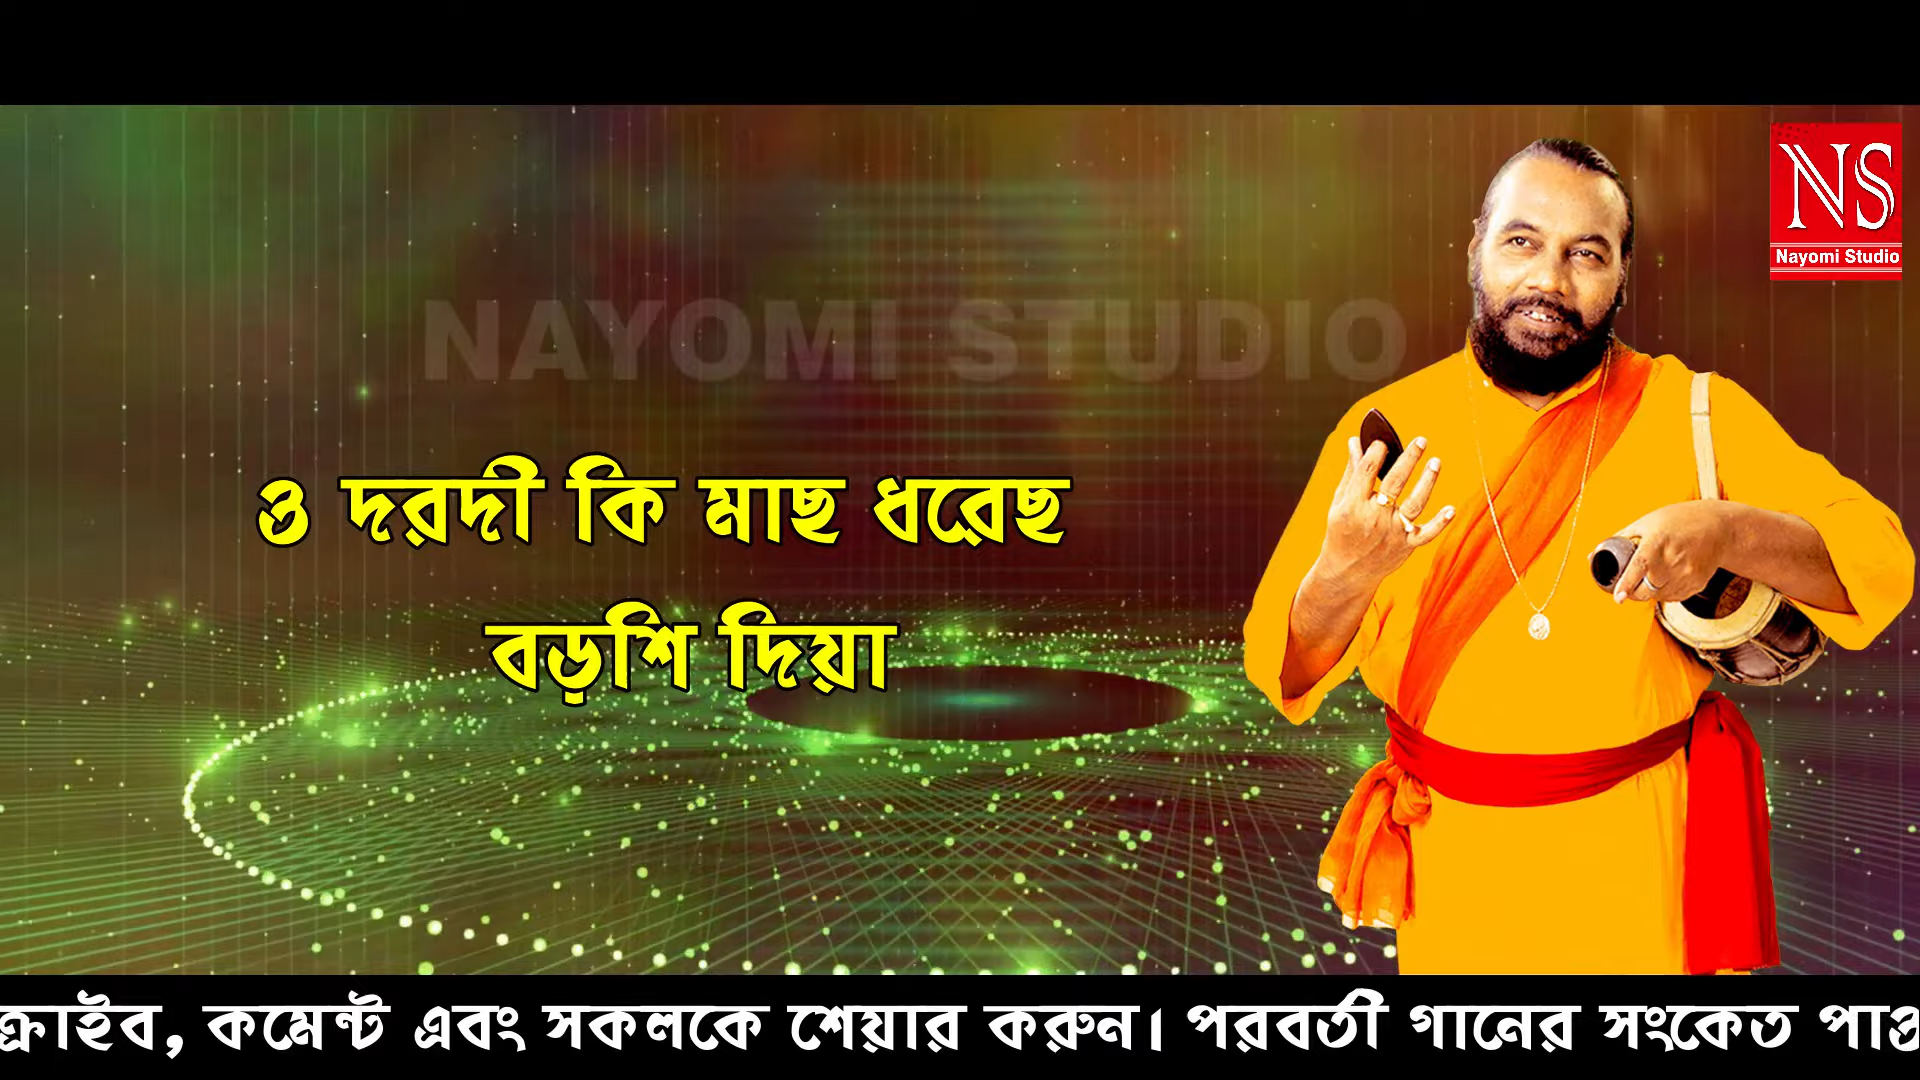 NS
Nayomi Studio
NAYOMI STUDIO
ও দরদী কি মাছ ধরেছ
বড়শি দিয়া
ক্রাইব, কমেন্ট এবং সকলকে শেয়ার করুন। পরবর্তী গানের সংকেত